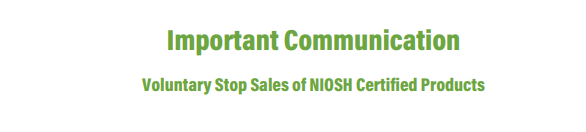 Important Communication
Voluntary Stop Sales of NIOSH Certified Products